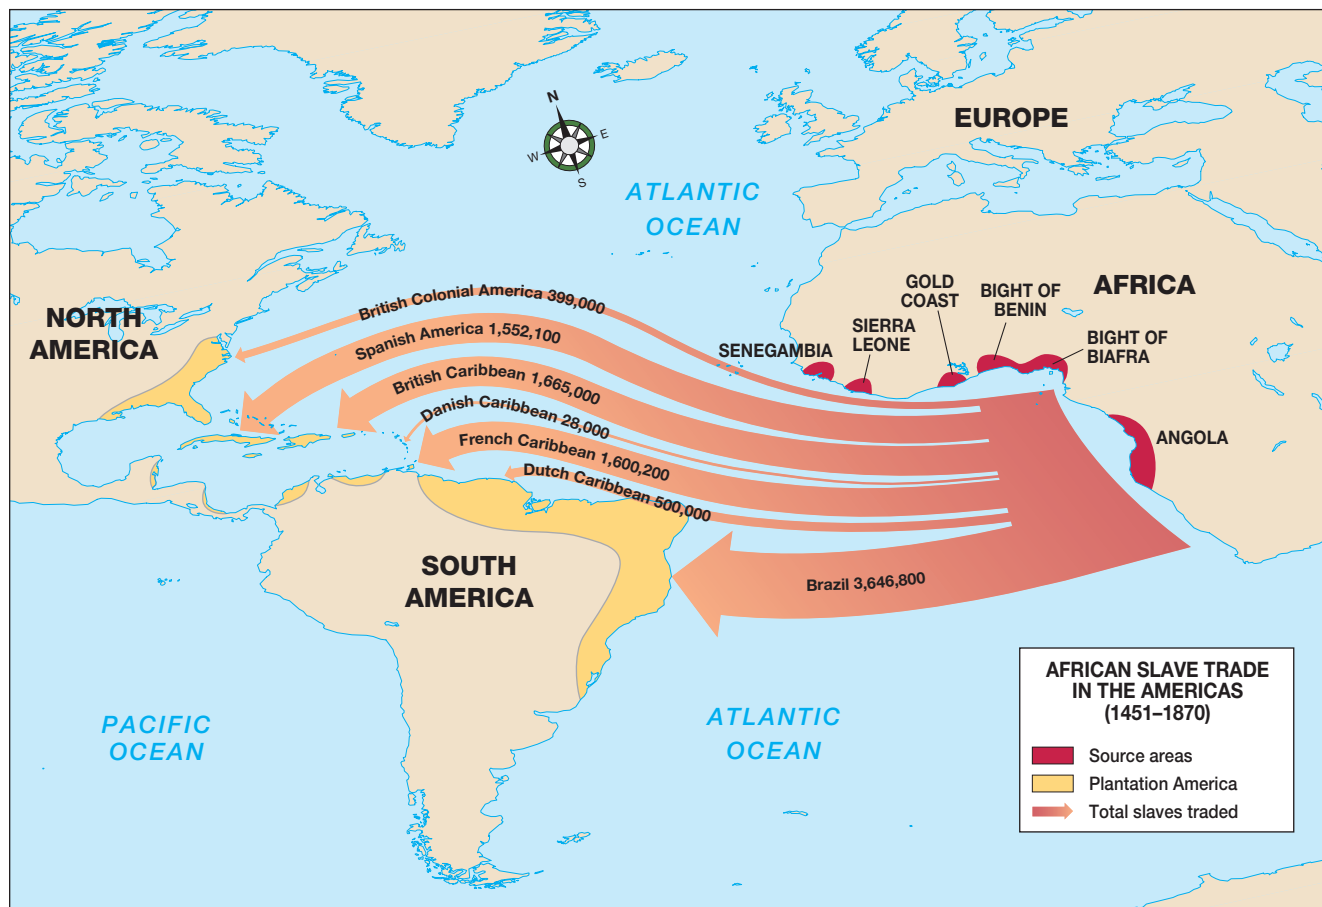 N
E
W
S
EUROPE
ATLANTIC
OCEAN
NORTH
AMERICA
AFRICA
GOLD
COAST
BIGHT OF
BENIN
SIERRA
LEONE
BIGHT OF
BIAFRA
SENEGAMBIA
ANGOLA
British Colonial America 399,000
Spanish America 1,552,100
British Caribbean 1,665,000
Danish Caribbean 28,000
French Caribbean 1,600,200
Dutch Caribbean 500,000
Brazil 3,646,800
SOUTH
AMERICA
PACIFIC
OCEAN
ATLANTIC
OCEAN
AFRICAN SLAVE TRADE
IN THE AMERICAS
(1451–1870)
Source areas
Plantation America
Total slaves traded